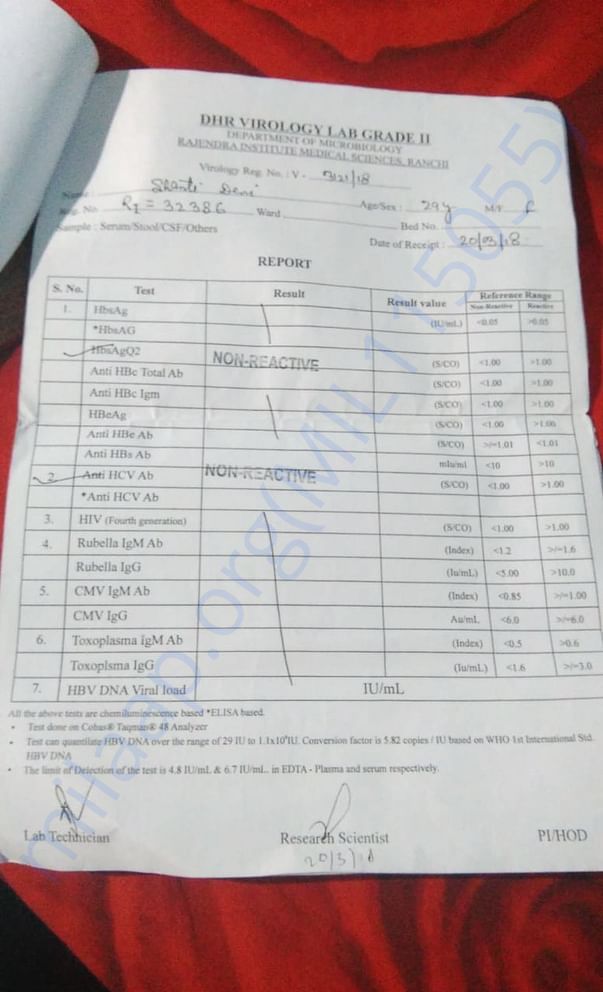 DHR VIROLOGY LAB GRADE II
DEPARTMENT OF MICROBIOLOGY
RAJENDRA INSTITUTE MEDICAL SCIENCES, RANCHI
Virology Reg. No. : V - 3121/18
Name Shanti Devi Age/Sex : 29y M/F f
Reg. No. RI = 32386 Ward Bed No.
Sample : Serum/Stool/CSF/Others Date of Receipt : 20/03/18
REPORT
S. No. Test Result Result value Reference Range
Non-Reactive Reactive
1. HbsAg (IU/mL) <0.05 >0.05
*HbsAG
HbsAgQ2 NON-REACTIVE (S/CO) <1.00 >1.00
Anti HBc Total Ab (S/CO) <1.00 >1.00
Anti HBc Igm (S/CO) <1.00 >1.00
HBeAg (S/CO) <1.00 >1.00
Anti HBe Ab (S/CO) >/=1.01 <1.01
Anti HBs Ab mIu/ml <10 >10
2. Anti HCV Ab NON-REACTIVE (S/CO) <1.00 >1.00
*Anti HCV Ab
3. HIV (Fourth generation) (S/CO) <1.00 >1.00
4. Rubella IgM Ab (Index) <1.2 >/=1.6
Rubella IgG (Iu/mL) <5.00 >10.0
5. CMV IgM Ab (Index) <0.85 >/=1.00
CMV IgG Au/mL <6.0 >/=6.0
6. Toxoplasma IgM Ab (Index) <0.5 >0.6
Toxoplsma IgG (Iu/mL) <1.6 >/=3.0
7. HBV DNA Viral load IU/mL
All the above tests are chemiluminescence based *ELISA based.
• Test done on Cobas® Taqman® 48 Analyzer
• Test can quantilate HBV DNA over the range of 29 IU to 1.1x10⁸IU. Conversion factor is 5.82 copies / IU based on WHO 1st International Std.
HBV DNA
• The limit of Detection of the test is 4.8 IU/mL & 6.7 IU/mL. in EDTA - Plasma and serum respectively.
Lab Technician Research Scientist PI/HOD
20/3/18
milaap.org(MIL115055)